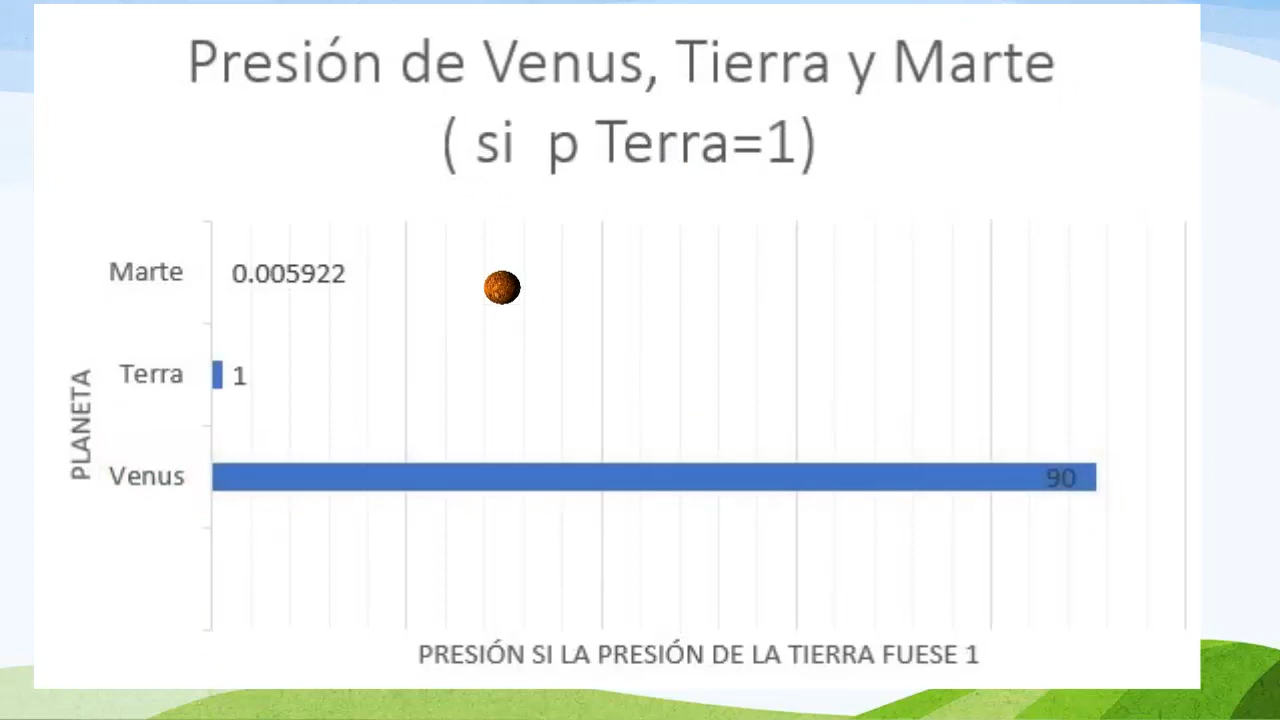 Presión de Venus, Tierra y Marte
( si p Terra=1)
Marte 0.005922
Terra 1
PLANETA
Venus 90
PRESIÓN SI LA PRESIÓN DE LA TIERRA FUESE 1